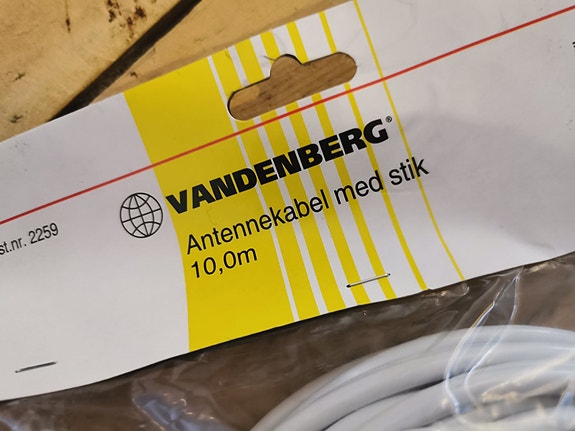 VANDENBERG®
Antennekabel med stik
10,0m
st.nr. 2259